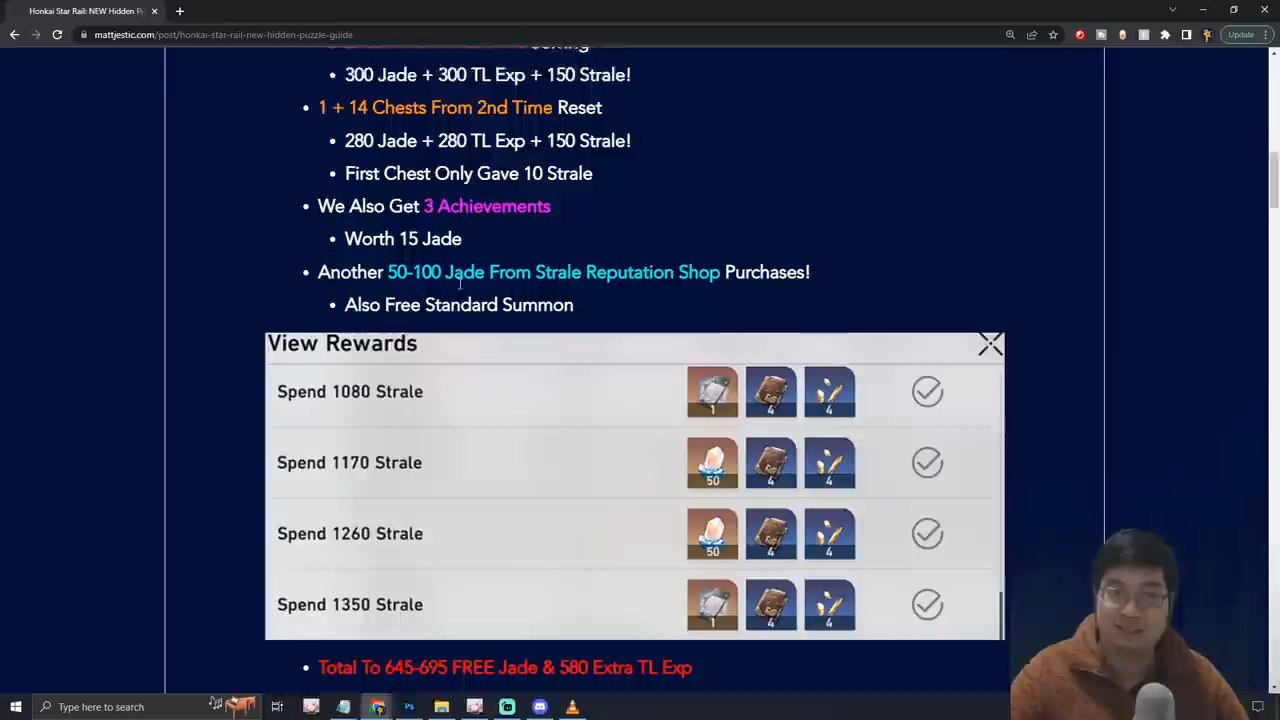 Honkai Star Rail: NEW Hidden P
mattjestic.com/post/honkai-star-rail-new-hidden-puzzle-guide
Update
300 Jade + 300 TL Exp + 150 Strale!
1 + 14 Chests From 2nd Time Reset
280 Jade + 280 TL Exp + 150 Strale!
First Chest Only Gave 10 Strale
We Also Get 3 Achievements
Worth 15 Jade
Another 50-100 Jade From Strale Reputation Shop Purchases!
Also Free Standard Summon
View Rewards
Spend 1080 Strale
1 4 4
Spend 1170 Strale
50 4 4
Spend 1260 Strale
50 4 4
Spend 1350 Strale
1 4 4
Total To 645-695 FREE Jade & 580 Extra TL Exp
Type here to search